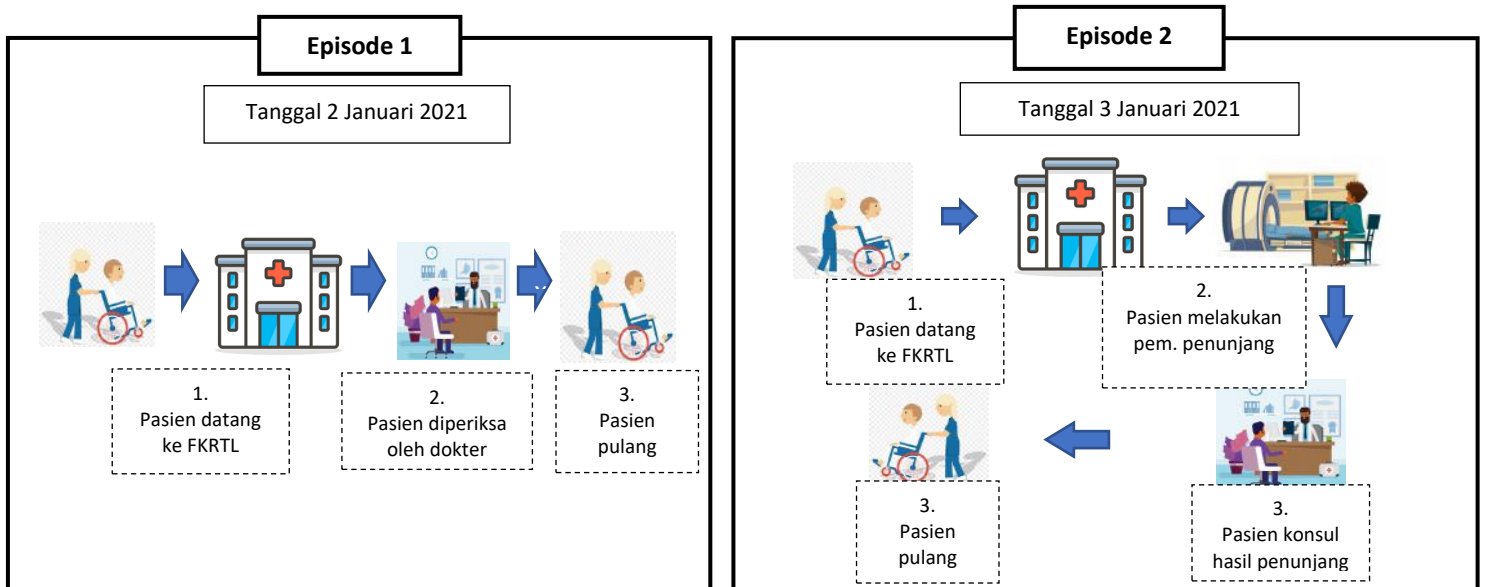 Episode 1
Tanggal 2 Januari 2021
1.
Pasien datang
ke FKRTL
2.
Pasien diperiksa
oleh dokter
3.
Pasien
pulang
Episode 2
Tanggal 3 Januari 2021
1.
Pasien datang
ke FKRTL
2.
Pasien melakukan
pem. penunjang
3.
Pasien konsul
hasil penunjang
3.
Pasien
pulang